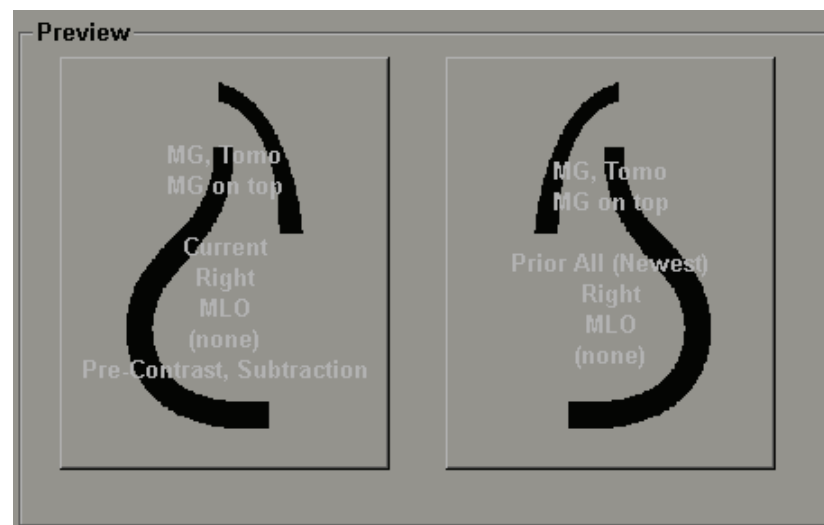 Preview
MG, Tomo
MG on top
Current
Right
MLO
(none)
Pre-Contrast, Subtraction
MG, Tomo
MG on top
Prior All (Newest)
Right
MLO
(none)